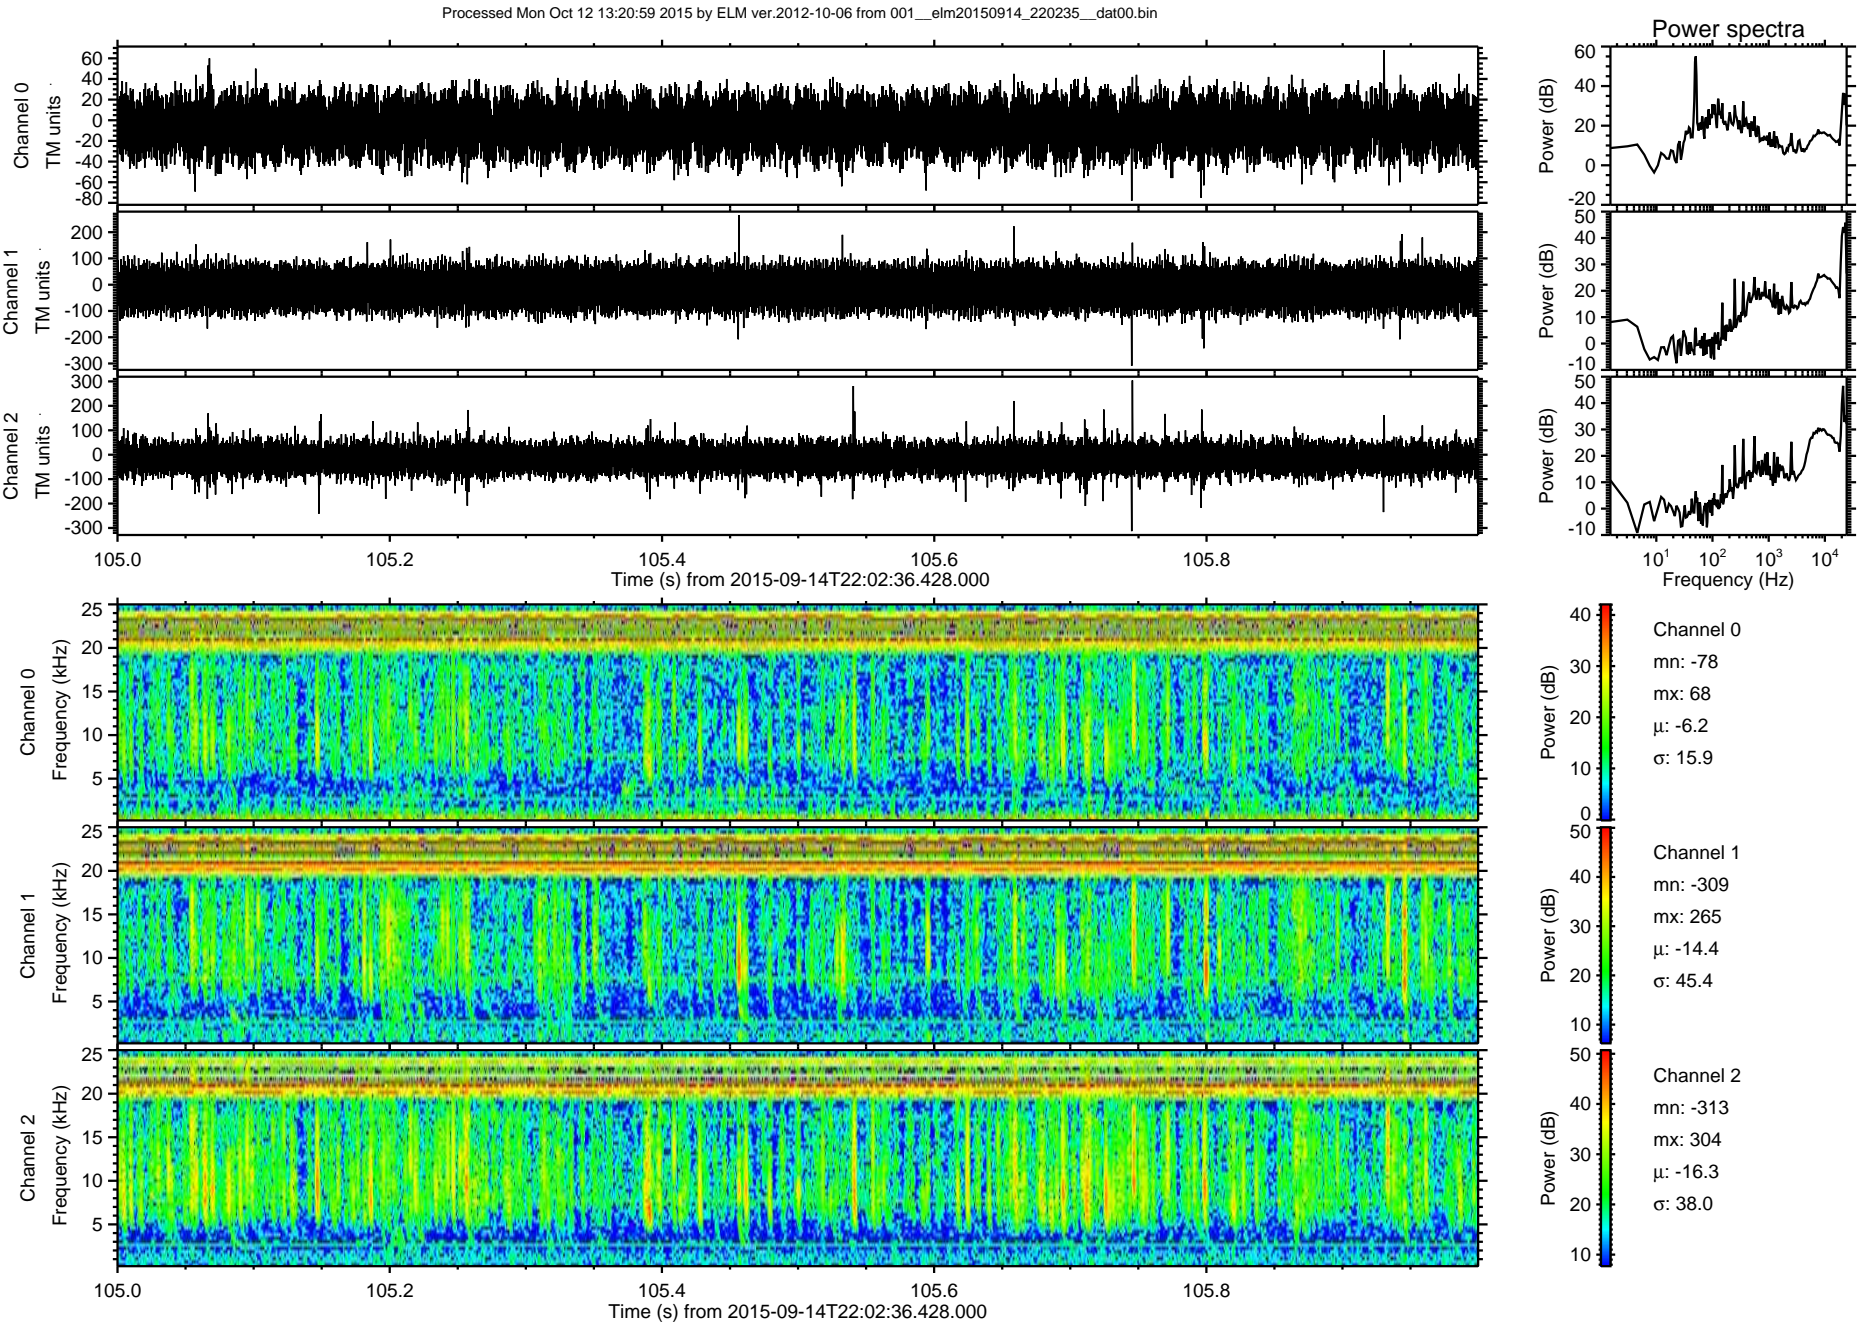 Processed Mon Oct 12 13:20:59 2015 by ELM ver.2012-10-06 from 001__elm20150914_220235__dat00.bin
Power spectra
Channel 0
TM units
60
40
20
0
-20
-40
-60
-80
Power (dB)
60
40
20
0
-20
Channel 1
TM units
200
100
0
-100
-200
-300
Power (dB)
50
40
30
20
10
0
-10
Channel 2
TM units
300
200
100
0
-100
-200
-300
Power (dB)
50
40
30
20
10
0
-10
105.0 105.2 105.4 105.6 105.8
Time (s) from 2015-09-14T22:02:36.428.000
10¹ 10² 10³ 10⁴
Frequency (Hz)
Channel 0
Frequency (kHz)
25
20
15
10
5
Power (dB)
40
30
20
10
0
Channel 0
mn: -78
mx: 68
µ: -6.2
σ: 15.9
Channel 1
Frequency (kHz)
25
20
15
10
5
Power (dB)
50
40
30
20
10
Channel 1
mn: -309
mx: 265
µ: -14.4
σ: 45.4
Channel 2
Frequency (kHz)
25
20
15
10
5
Power (dB)
50
40
30
20
10
Channel 2
mn: -313
mx: 304
µ: -16.3
σ: 38.0
105.0 105.2 105.4 105.6 105.8
Time (s) from 2015-09-14T22:02:36.428.000